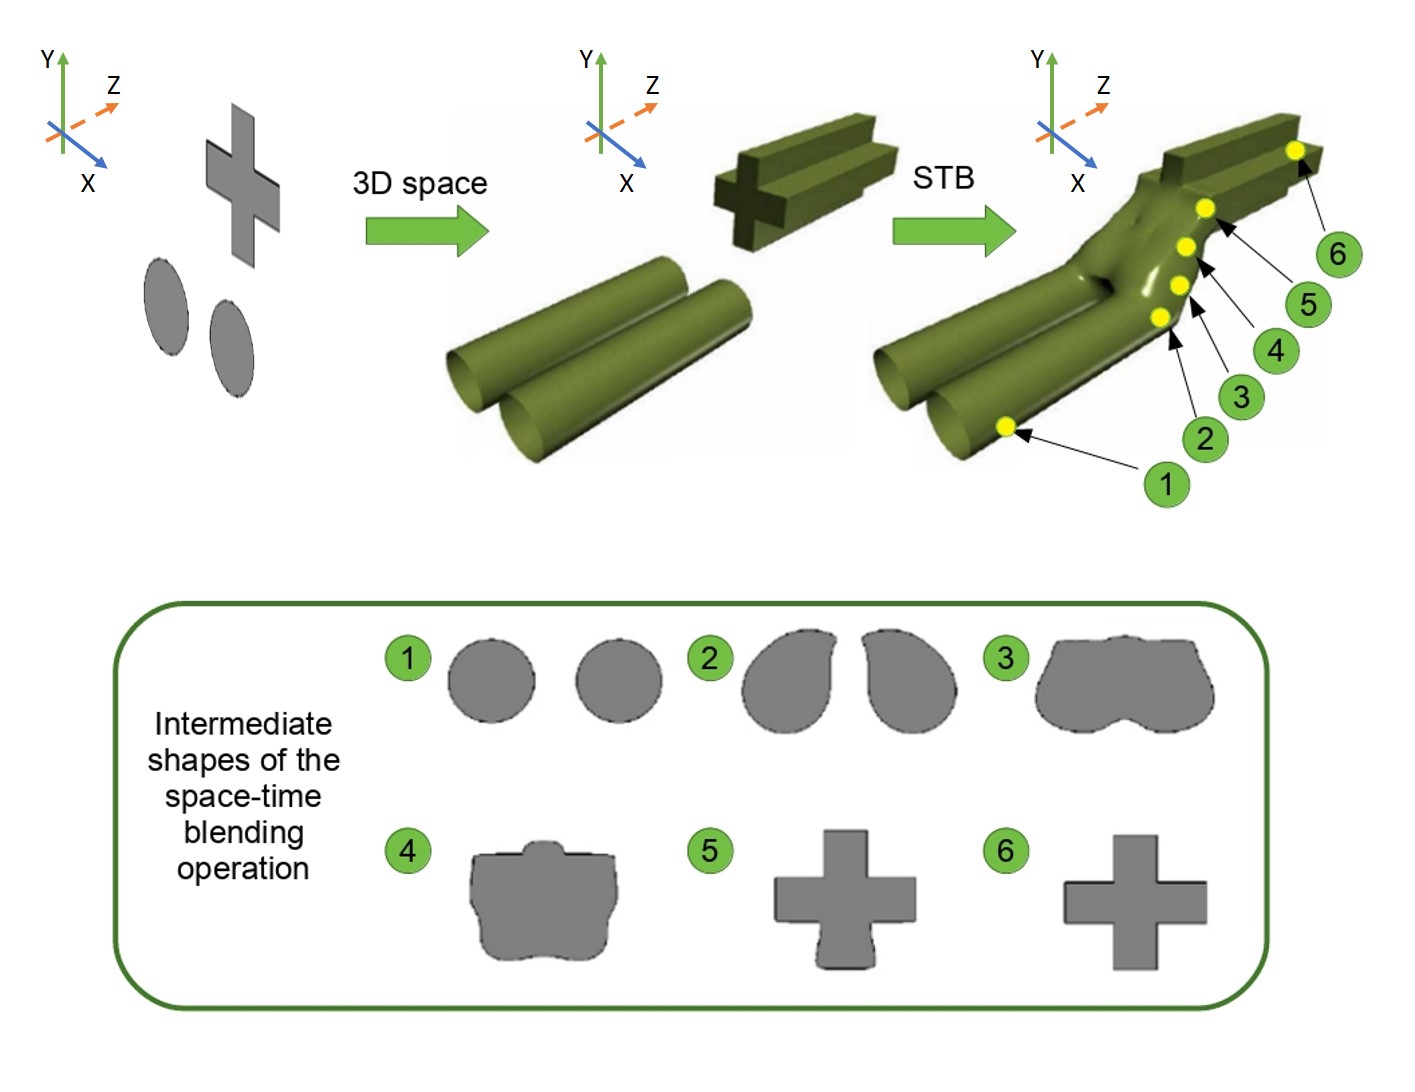 Y
Z
X
3D space
Y
Z
X
STB
Y
Z
X
6
5
4
3
2
1
Intermediate
shapes of the
space-time
blending
operation
1
2
3
4
5
6